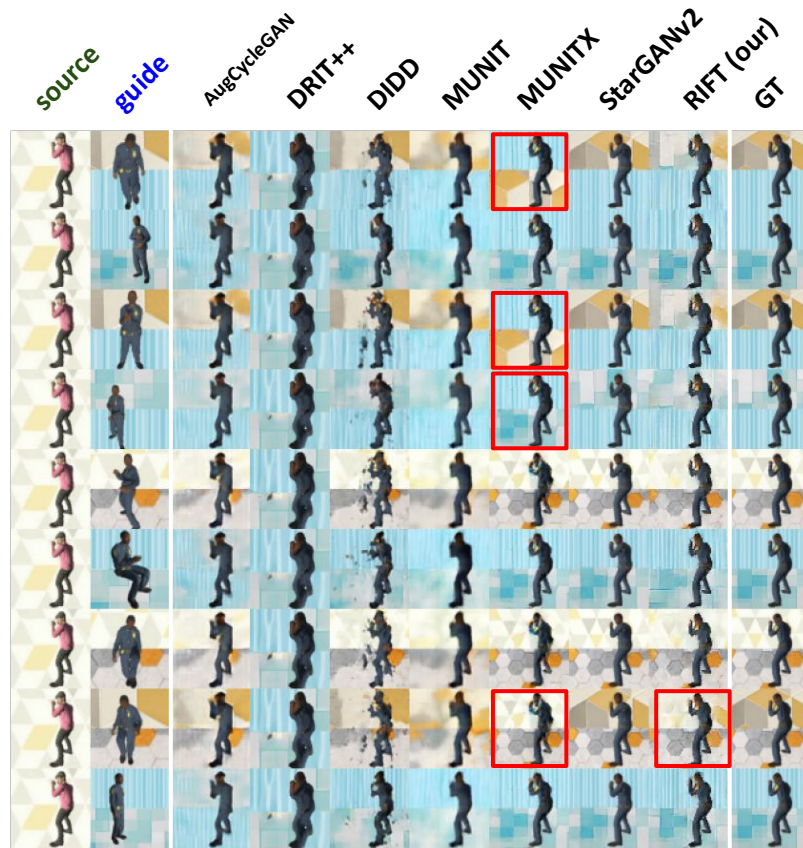 source
guide
AugCycleGAN
DRIT++
DIDD
MUNIT
MUNITX
StarGANv2
RIFT (our)
GT